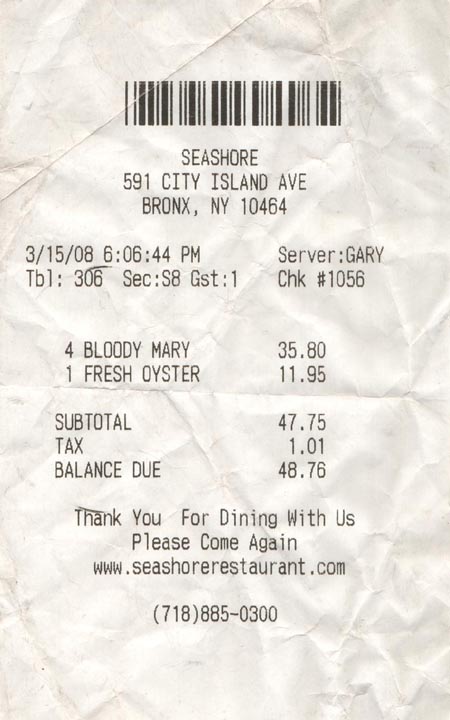 SEASHORE
591 CITY ISLAND AVE
BRONX, NY 10464
3/15/08 6:06:44 PM Server:GARY
Tbl: 306 Sec:S8 Gst:1 Chk #1056
4 BLOODY MARY 35.80
1 FRESH OYSTER 11.95
SUBTOTAL 47.75
TAX 1.01
BALANCE DUE 48.76
Thank You For Dining With Us
Please Come Again
www.seashorerestaurant.com
(718)885-0300